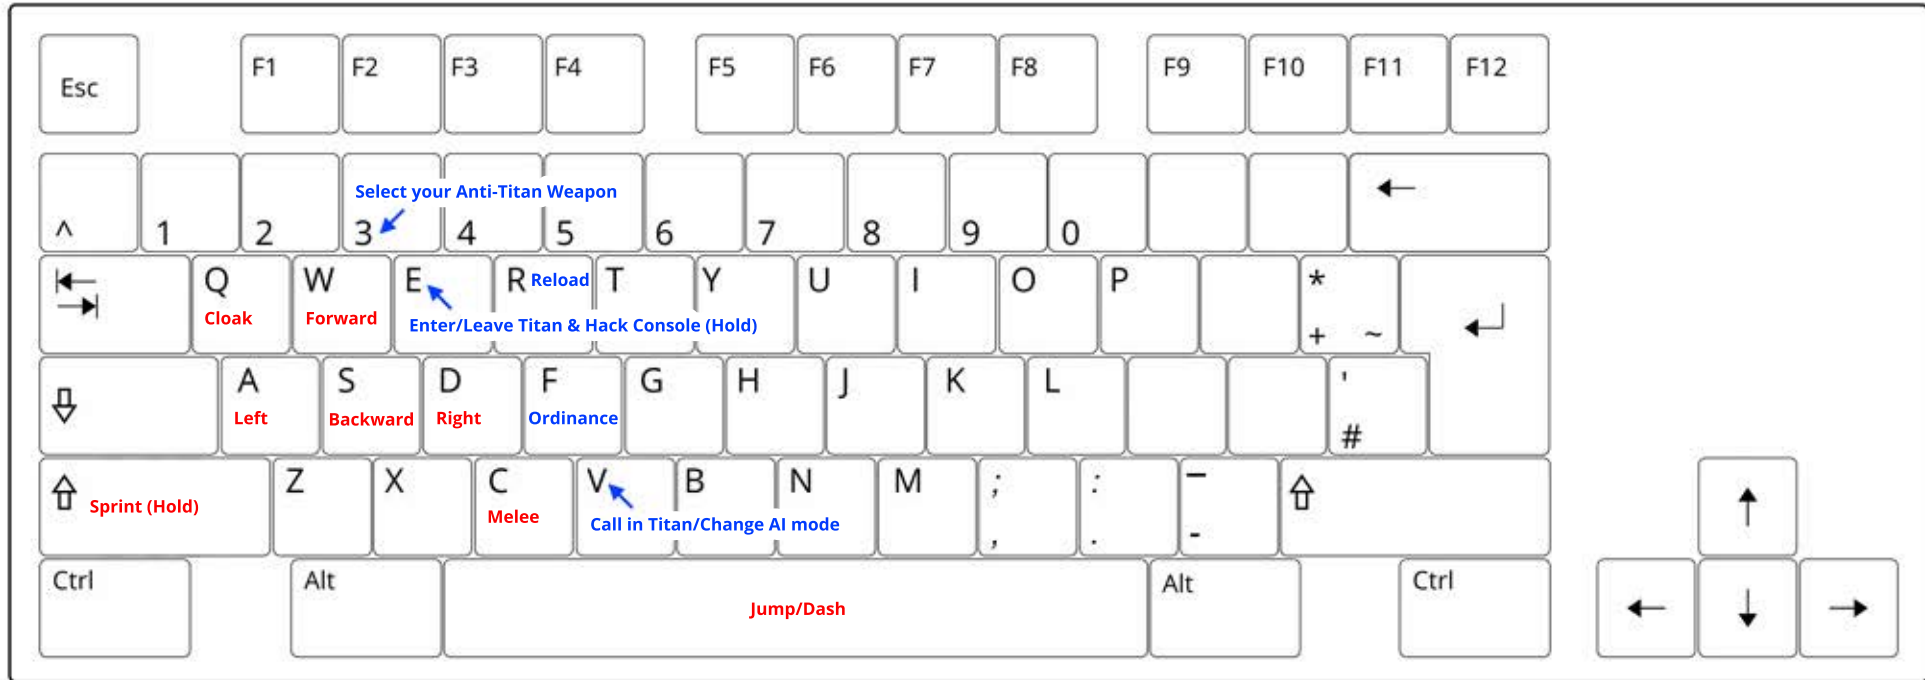 Esc F1 F2 F3 F4 F5 F6 F7 F8 F9 F10 F11 F12
Select your Anti-Titan Weapon
^ 1 2 3 4 5 6 7 8 9 0
Q W E R Reload T Y U I O P *
Cloak Forward Enter/Leave Titan & Hack Console (Hold)
+ ~
A S D F G H J K L '
Left Backward Right Ordinance
#
Z X C V B N M ; : –
Sprint (Hold) Melee Call in Titan/Change AI mode
, . -
Ctrl Alt Alt Ctrl
Jump/Dash